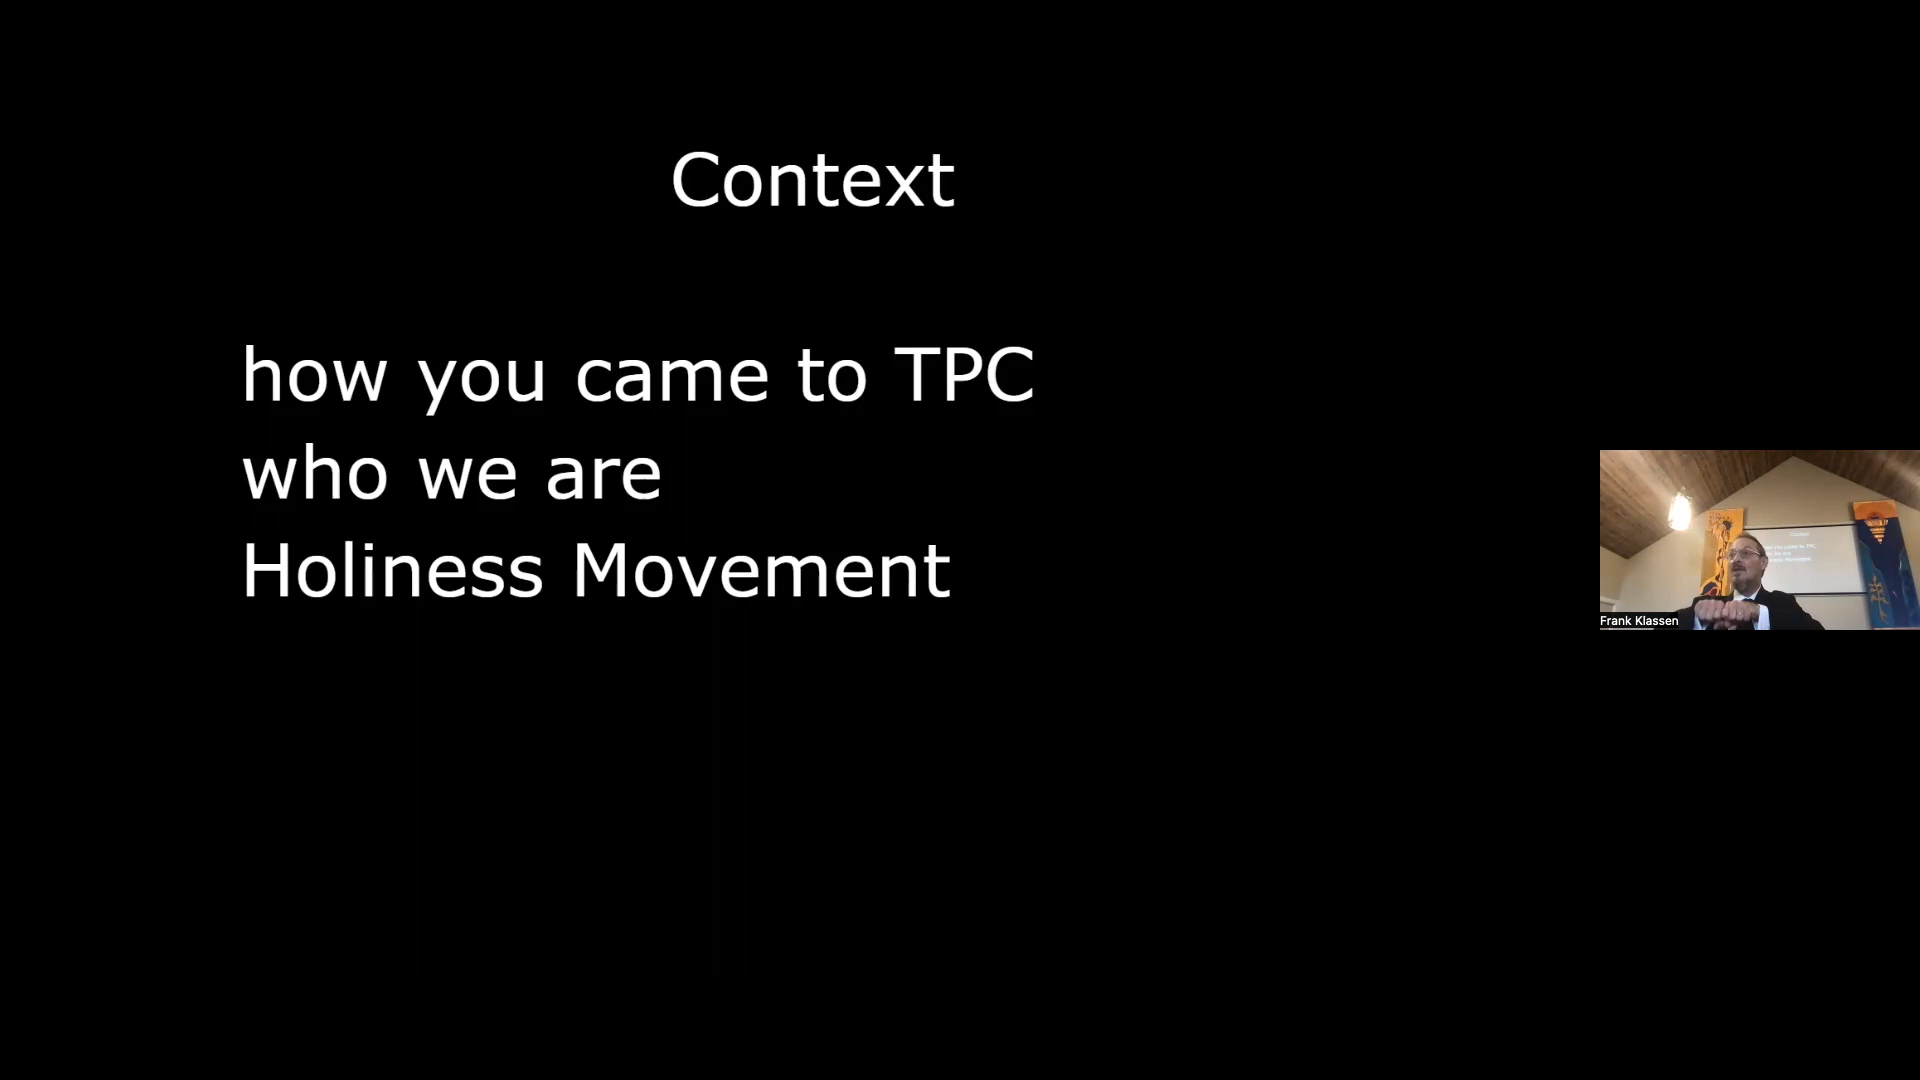 Context
how you came to TPC
who we are
Holiness Movement
Frank Klassen